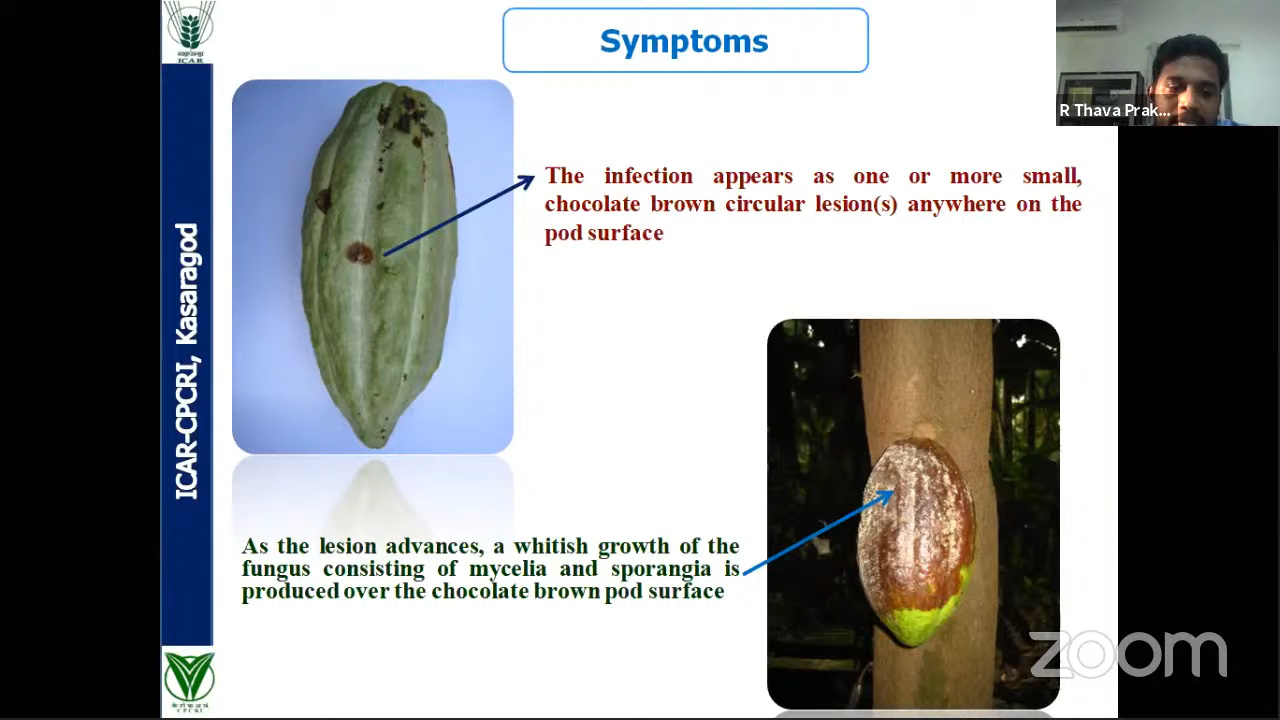 Symptoms
R Thava Prak...
The infection appears as one or more small,
chocolate brown circular lesion(s) anywhere on the
pod surface
ICAR-CPCRI, Kasaragod
As the lesion advances, a whitish growth of the
fungus consisting of mycelia and sporangia is
produced over the chocolate brown pod surface
ICAR
CPCRI
zoom